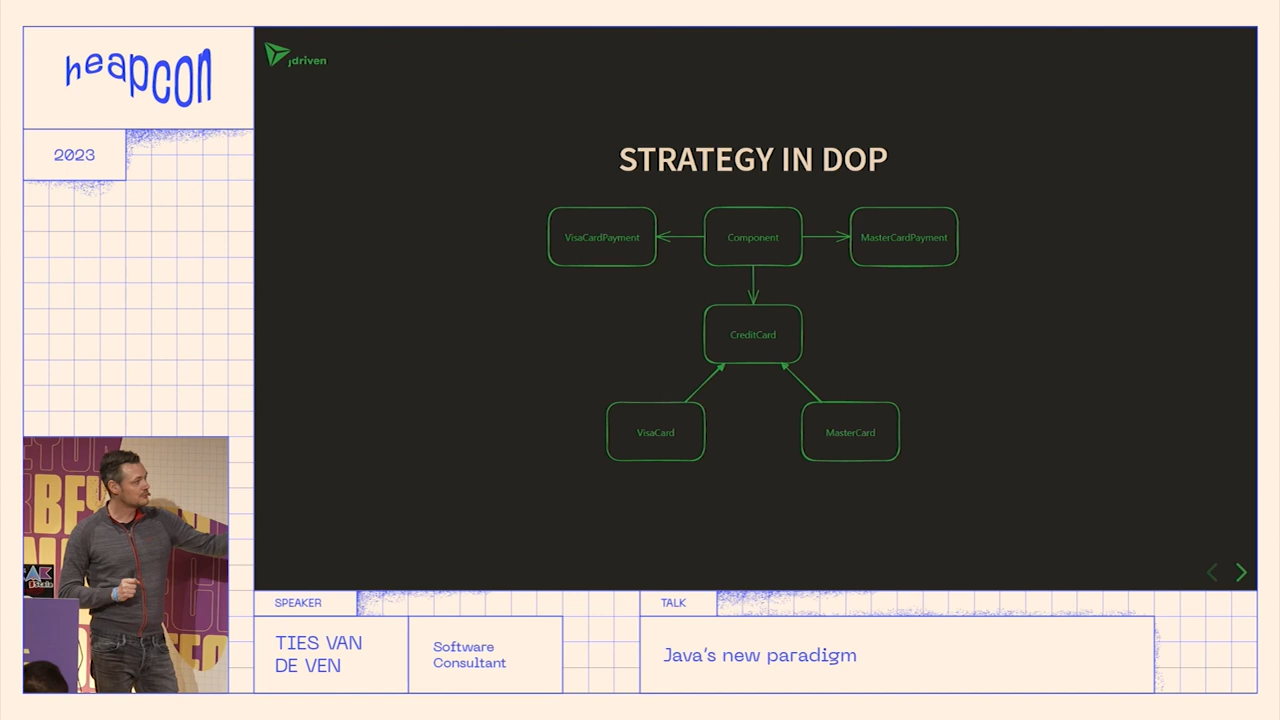 heapcon
2023
jdriven
STRATEGY IN DOP
VisaCardPayment
Component
MasterCardPayment
CreditCard
VisaCard
MasterCard
SPEAKER
TIES VAN
DE VEN
Software
Consultant
TALK
Java's new paradigm